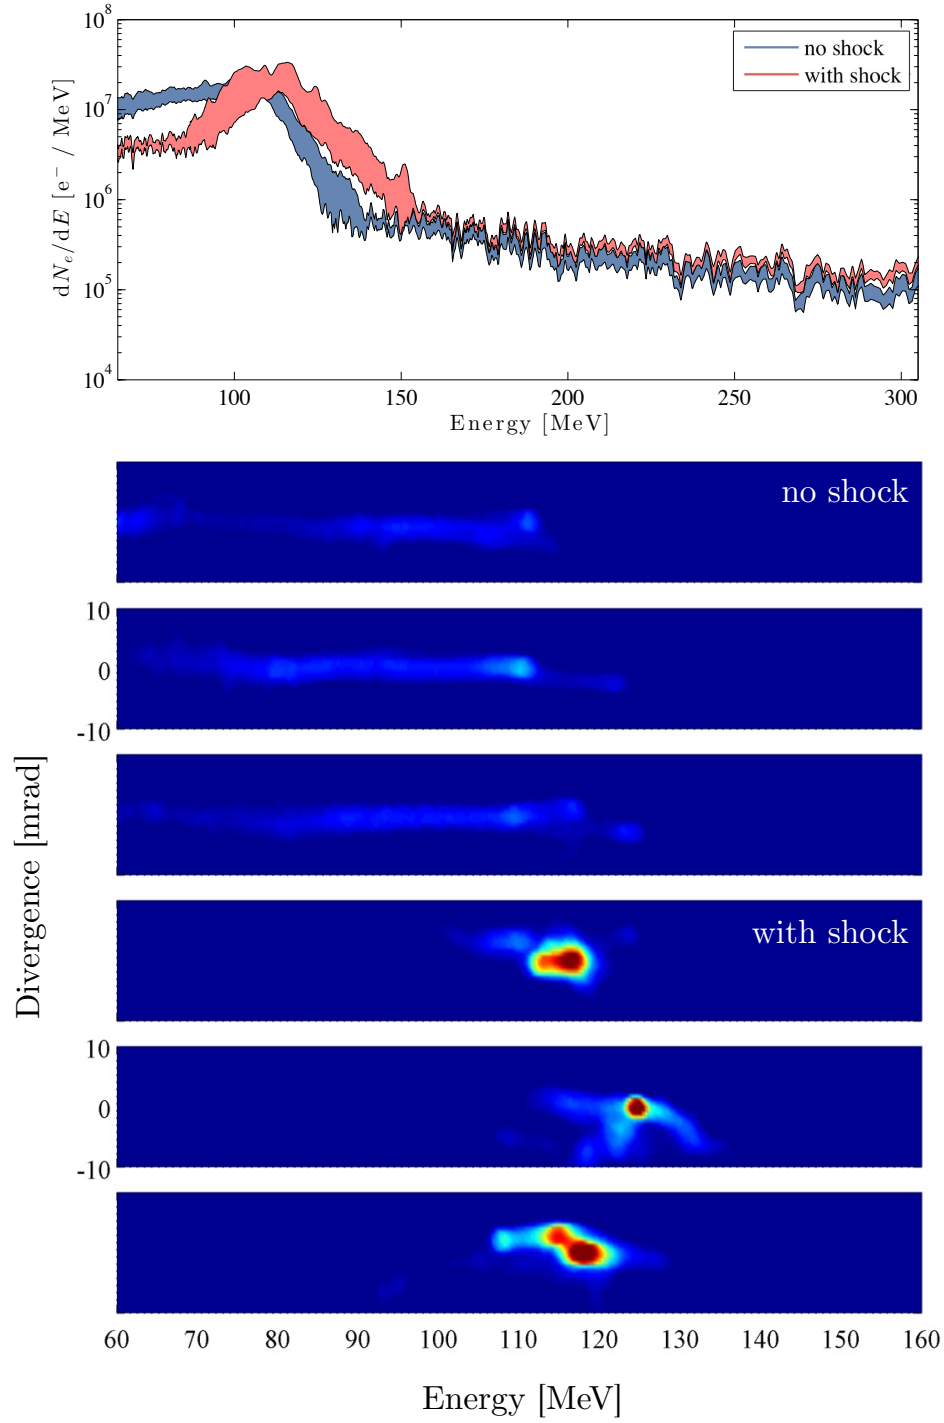 10^8
10^7
10^6
10^5
10^4
dN_e/dE [e^− / MeV]
no shock
with shock
100 150 200 250 300
Energy [MeV]
no shock
10
0
-10
with shock
10
0
-10
Divergence [mrad]
60 70 80 90 100 110 120 130 140 150 160
Energy [MeV]